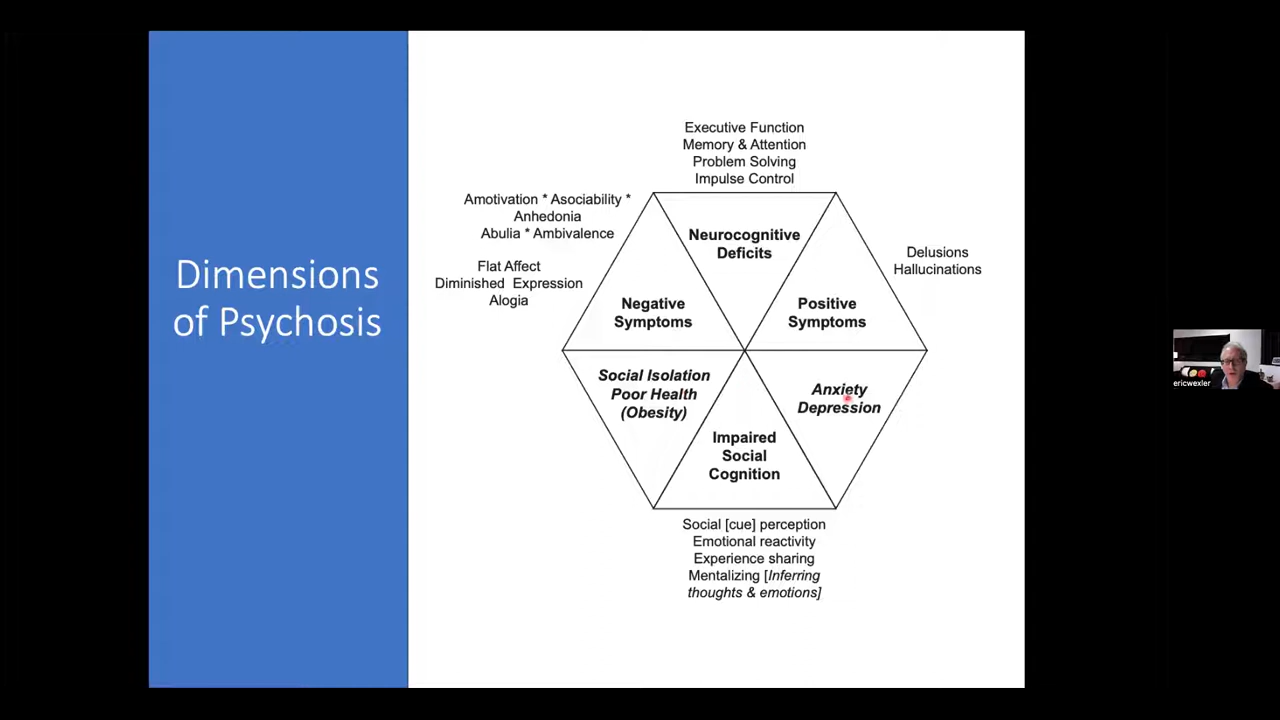 Dimensions
of Psychosis
Executive Function
Memory & Attention
Problem Solving
Impulse Control
Amotivation * Asociability *
Anhedonia
Abulia * Ambivalence
Flat Affect
Diminished Expression
Alogia
Neurocognitive
Deficits
Delusions
Hallucinations
Negative
Symptoms
Positive
Symptoms
Social Isolation
Poor Health
(Obesity)
Anxiety
Depression
Impaired
Social
Cognition
Social [cue] perception
Emotional reactivity
Experience sharing
Mentalizing [Inferring
thoughts & emotions]
ericwexler